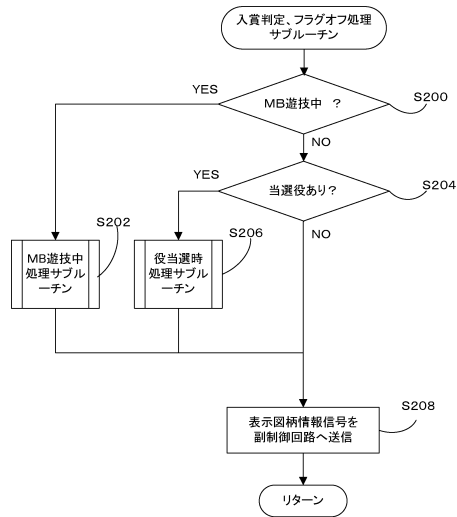 入賞判定、フラグオフ処理
サブルーチン
YES
MB遊技中 ?
S200
NO
YES
当選役あり?
S204
NO
S202
S206
MB遊技中
処理サブル
ーチン
役当選時
処理サブル
ーチン
S208
表示図柄情報信号を
副制御回路へ送信
リターン